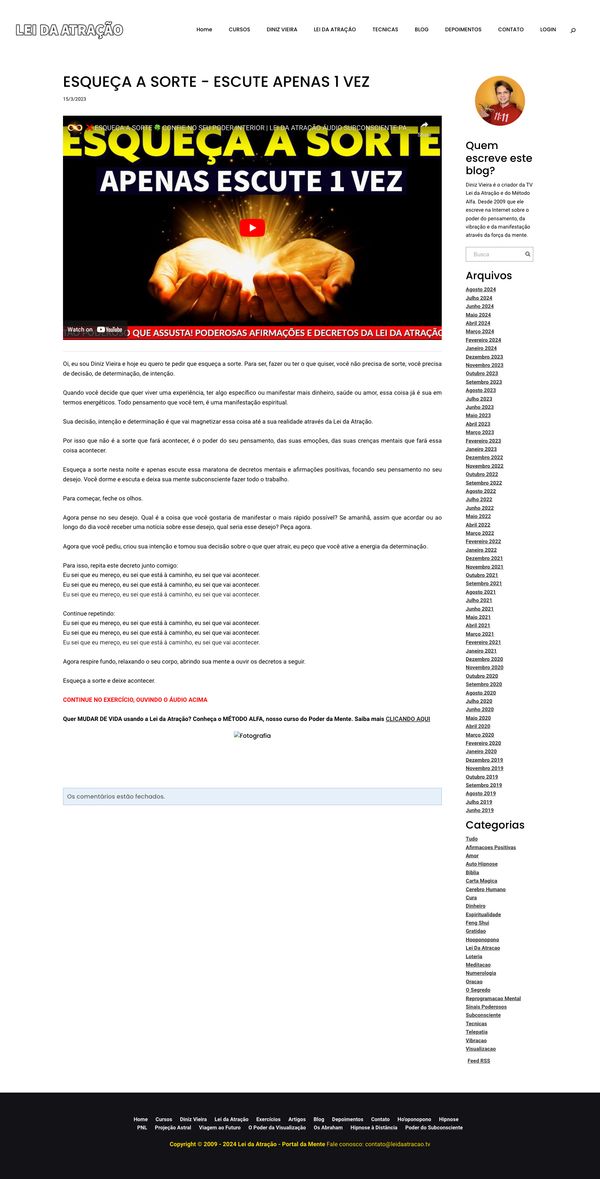 LEI DA ATRAÇÃO
Home CURSOS DINIZ VIEIRA LEI DA ATRAÇÃO TECNICAS BLOG DEPOIMENTOS CONTATO LOGIN
ESQUEÇA A SORTE - ESCUTE APENAS 1 VEZ
15/3/2023
ESQUEÇA A SORTE 🍀 CONFIE NO SEU PODER INTERIOR | LEI DA ATRAÇÃO ÁUDIO SUBCONSCIENTE PA
ESQUEÇA A SORTE
APENAS ESCUTE 1 VEZ
Watch on YouTube
O QUE ASSUSTA! PODEROSAS AFIRMAÇÕES E DECRETOS DA LEI DA ATRAÇÃO
Oi, eu sou Diniz Vieira e hoje eu quero te pedir que esqueça a sorte. Para ser, fazer ou ter o que quiser, você não precisa de sorte, você precisa
de decisão, de determinação, de intenção.
Quando você decide que quer viver uma experiência, ter algo específico ou manifestar mais dinheiro, saúde ou amor, essa coisa já é sua em
termos energéticos. Todo pensamento que você tem, é uma manifestação espiritual.
Sua decisão, intenção e determinação é que vai magnetizar essa coisa até a sua realidade através da Lei da Atração.
Por isso que não é a sorte que fará acontecer, é o poder do seu pensamento, das suas emoções, das suas crenças mentais que fará essa
coisa acontecer.
Esqueça a sorte nesta noite e apenas escute essa maratona de decretos mentais e afirmações positivas, focando seu pensamento no seu
desejo. Você dorme e escuta e deixa sua mente subconsciente fazer todo o trabalho.
Para começar, feche os olhos.
Agora pense no seu desejo. Qual é a coisa que você gostaria de manifestar o mais rápido possível? Se amanhã, assim que acordar ou ao
longo do dia você receber uma notícia sobre esse desejo, qual seria esse desejo? Peça agora.
Agora que você pediu, criou sua intenção e tomou sua decisão sobre o que quer atrair, eu peço que você ative a energia da determinação.
Para isso, repita este decreto junto comigo:
Eu sei que eu mereço, eu sei que está à caminho, eu sei que vai acontecer.
Eu sei que eu mereço, eu sei que está à caminho, eu sei que vai acontecer.
Eu sei que eu mereço, eu sei que está à caminho, eu sei que vai acontecer.
Continue repetindo:
Eu sei que eu mereço, eu sei que está à caminho, eu sei que vai acontecer.
Eu sei que eu mereço, eu sei que está à caminho, eu sei que vai acontecer.
Eu sei que eu mereço, eu sei que está à caminho, eu sei que vai acontecer.
Agora respire fundo, relaxando o seu corpo, abrindo sua mente a ouvir os decretos a seguir.
Esqueça a sorte e deixe acontecer.
CONTINUE NO EXERCÍCIO, OUVINDO O ÁUDIO ACIMA
Quer MUDAR DE VIDA usando a Lei da Atração? Conheça o MÉTODO ALFA, nosso curso do Poder da Mente. Saiba mais CLICANDO AQUI
Fotografia
Os comentários estão fechados.
11:11
Quem
escreve este
blog?
Diniz Vieira é o criador da TV
Lei da Atração e do Método
Alfa. Desde 2009 que ele
escreve na Internet sobre o
poder do pensamento, da
vibração e da manifestação
através da força da mente.
Busca
Arquivos
Agosto 2024
Julho 2024
Junho 2024
Maio 2024
Abril 2024
Março 2024
Fevereiro 2024
Janeiro 2024
Dezembro 2023
Novembro 2023
Outubro 2023
Setembro 2023
Agosto 2023
Julho 2023
Junho 2023
Maio 2023
Abril 2023
Março 2023
Fevereiro 2023
Janeiro 2023
Dezembro 2022
Novembro 2022
Outubro 2022
Setembro 2022
Agosto 2022
Julho 2022
Junho 2022
Maio 2022
Abril 2022
Março 2022
Fevereiro 2022
Janeiro 2022
Dezembro 2021
Novembro 2021
Outubro 2021
Setembro 2021
Agosto 2021
Julho 2021
Junho 2021
Maio 2021
Abril 2021
Março 2021
Fevereiro 2021
Janeiro 2021
Dezembro 2020
Novembro 2020
Outubro 2020
Setembro 2020
Agosto 2020
Julho 2020
Junho 2020
Maio 2020
Abril 2020
Março 2020
Fevereiro 2020
Janeiro 2020
Dezembro 2019
Novembro 2019
Outubro 2019
Setembro 2019
Agosto 2019
Julho 2019
Junho 2019
Categorias
Tudo
Afirmacoes Positivas
Amor
Auto Hipnose
Bíblia
Carta Magica
Cerebro Humano
Cura
Dinheiro
Espiritualidade
Feng Shui
Gratidao
Hooponopono
Lei Da Atracao
Loteria
Meditacao
Numerologia
Oracao
O Segredo
Reprogramacao Mental
Sinais Poderosos
Subconsciente
Tecnicas
Telepatia
Vibracao
Visualizacao
Feed RSS
Home Cursos Diniz Vieira Lei da Atração Exercícios Artigos Blog Depoimentos Contato Ho'oponopono Hipnose
PNL Projeção Astral Viagem ao Futuro O Poder da Visualização Os Abraham Hipnose à Distância Poder do Subconsciente
Copyright © 2009 - 2024 Lei da Atração - Portal da Mente Fale conosco: contato@leidaatracao.tv